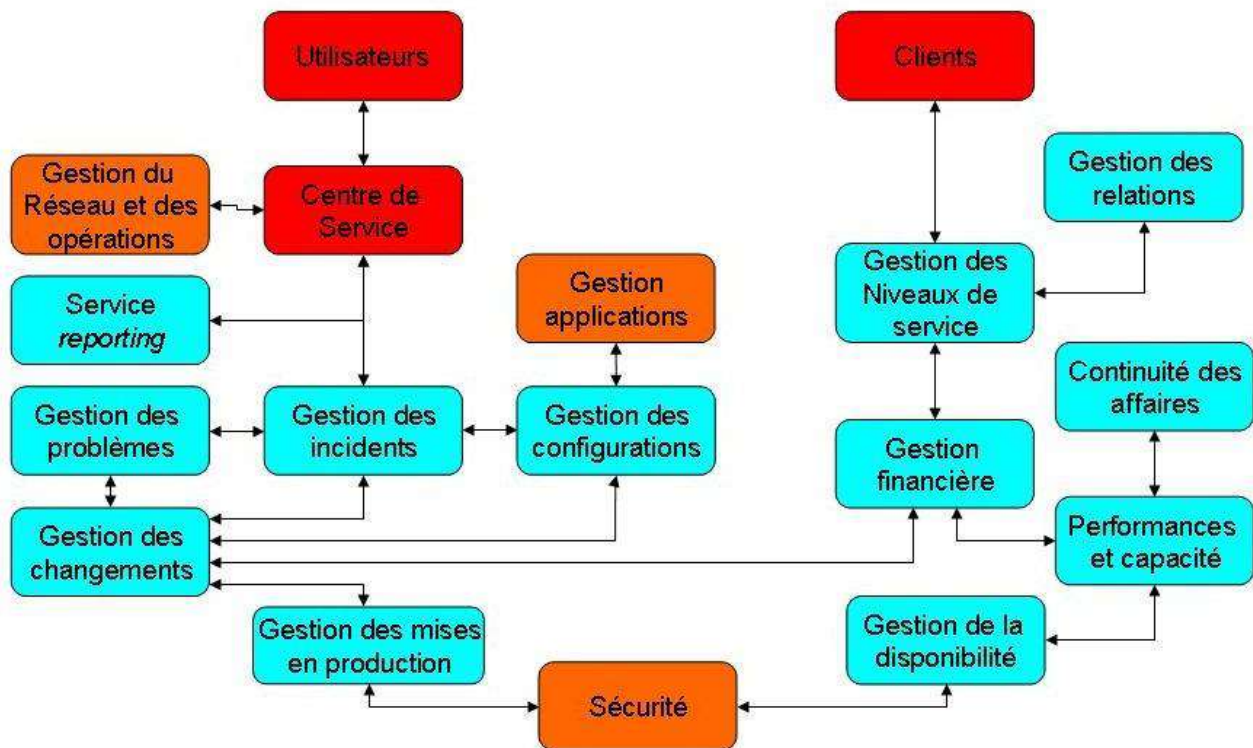 Utilisateurs
Clients
Gestion du
Réseau et des
opérations
Centre de
Service
Gestion des
relations
Service
reporting
Gestion
applications
Gestion des
Niveaux de
service
Gestion des
problèmes
Gestion des
incidents
Gestion des
configurations
Gestion
financière
Continuité des
affaires
Gestion des
changements
Performances
et capacité
Gestion des mises
en production
Gestion de la
disponibilité
Sécurité